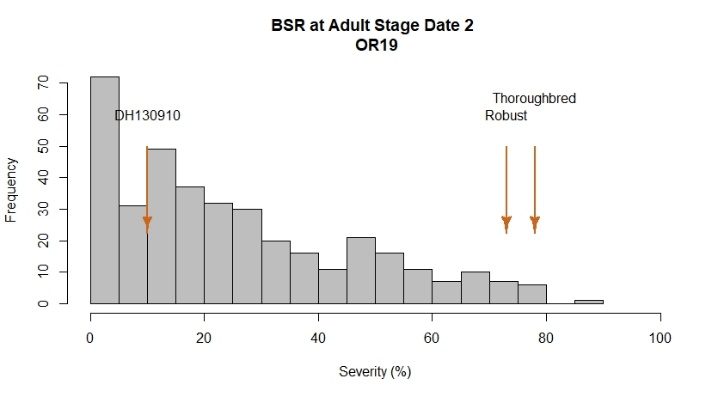 BSR at Adult Stage Date 2
OR19
Thoroughbred
DH130910
Robust
Frequency
70
60
50
40
30
20
10
0
0 20 40 60 80 100
Severity (%)